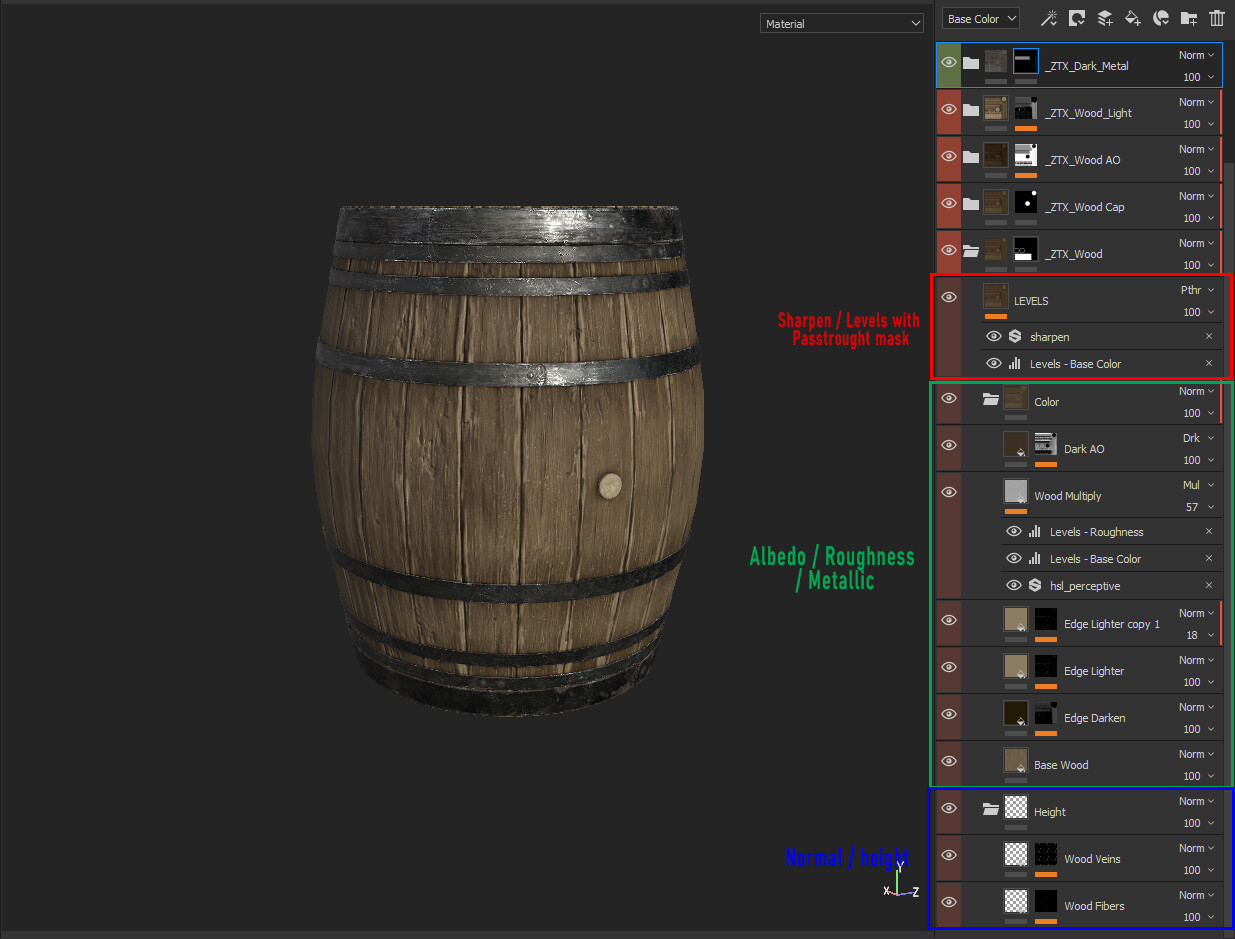 Material
Base Color
_ZTX_Dark_Metal
Norm
100
_ZTX_Wood_Light
Norm
100
_ZTX_Wood AO
Norm
100
_ZTX_Wood Cap
Norm
100
_ZTX_Wood
Norm
100
Sharpen / Levels with
Passtrought mask
LEVELS
Pthr
100
sharpen
Levels - Base Color
Color
Norm
100
Dark AO
Drk
100
Wood Multiply
Mul
57
Levels - Roughness
Levels - Base Color
hsl_perceptive
Albedo / Roughness
/ Metallic
Edge Lighter copy 1
Norm
18
Edge Lighter
Norm
100
Edge Darken
Norm
100
Base Wood
Norm
100
Height
Norm
100
Normal / height
Y
X
Z
Wood Veins
Norm
100
Wood Fibers
Norm
100